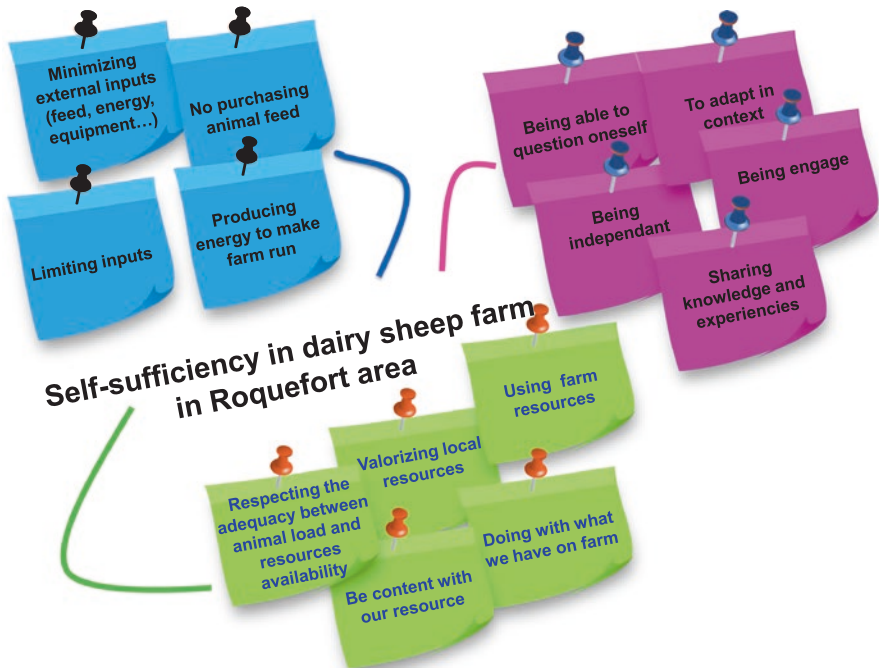 Minimizing
external inputs
(feed, energy,
equipment…)
No purchasing
animal feed
Limiting inputs
Producing
energy to make
farm run
Being able to
question oneself
To adapt in
context
Being engage
Being
independant
Sharing
knowledge and
experiencies
Self-sufficiency in dairy sheep farm
in Roquefort area
Using farm
resources
Valorizing local
resources
Respecting the
adequacy between
animal load and
resources
availability
Doing with what
we have on farm
Be content with
our resource